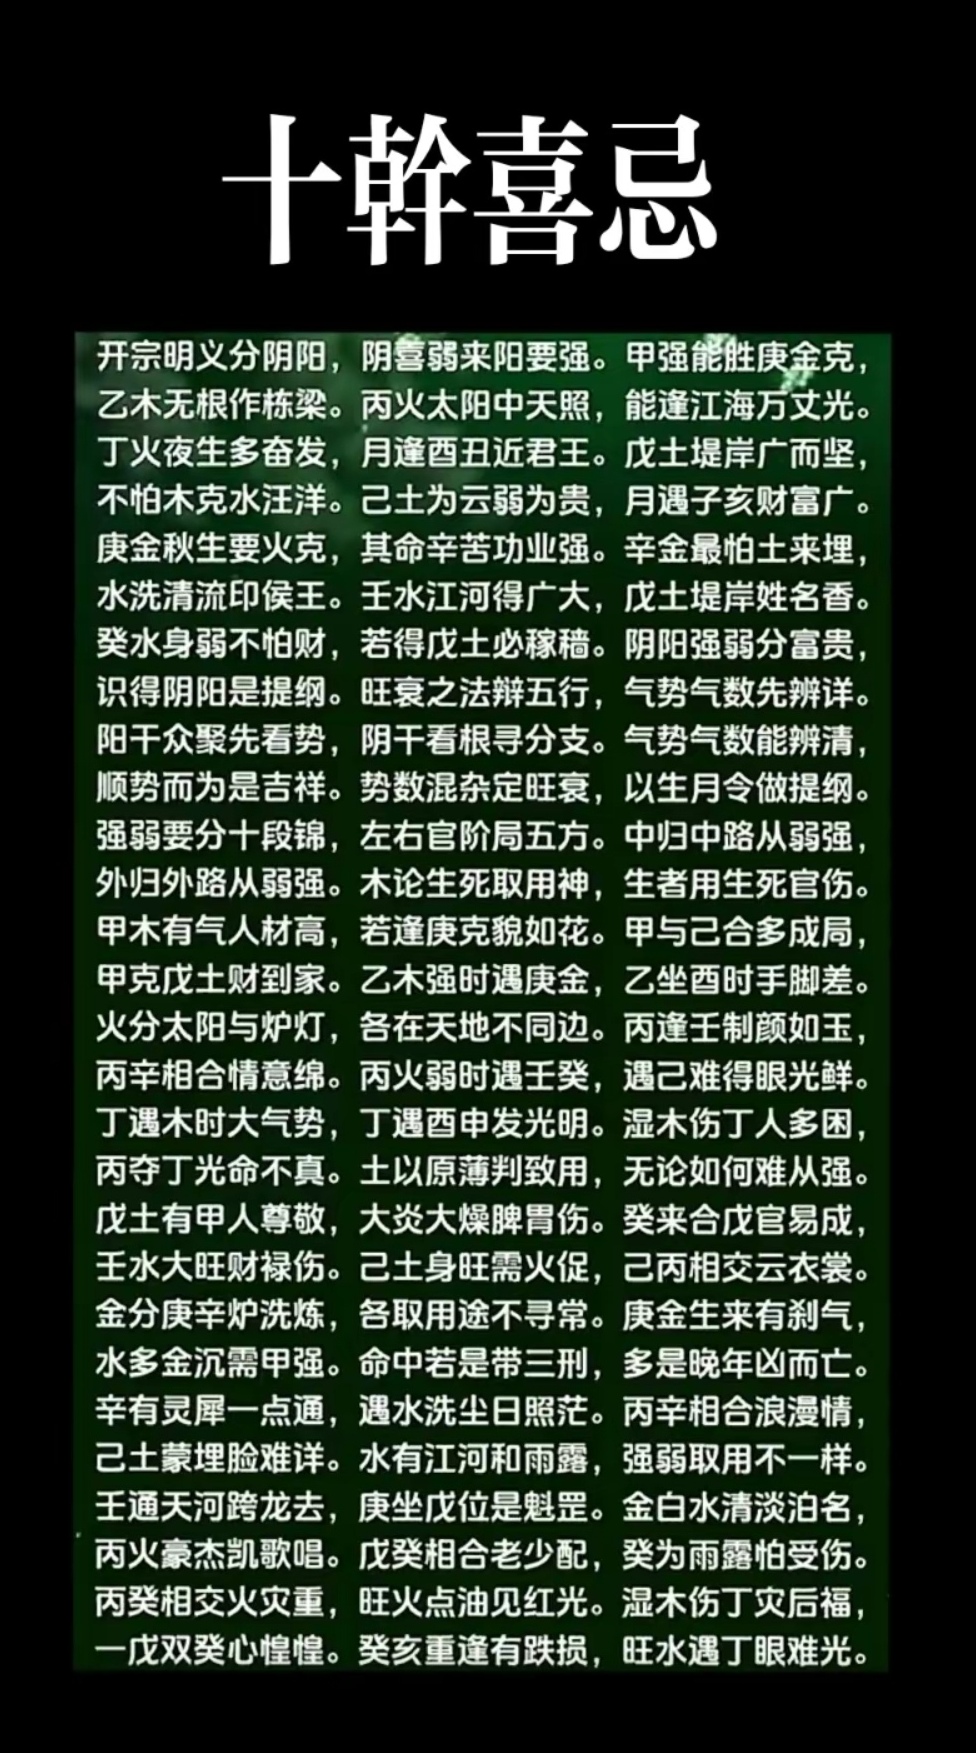 十幹喜忌
开宗明义分阴阳，阴喜弱来阳要强。甲强能胜庚金克，
乙木无根作栋梁。丙火太阳中天照，能逢江海万丈光。
丁火夜生多奋发，月逢酉丑近君王。戊土堤岸广而坚，
不怕木克水汪洋。己土为云弱为贵，月遇子亥财富广。
庚金秋生要火克，其命辛苦功业强。辛金最怕土来埋，
水洗清流印侯王。壬水江河得广大，戊土堤岸姓名香。
癸水身弱不怕财，若得戊土必稼穑。阴阳强弱分富贵，
识得阴阳是提纲。旺衰之法辩五行，气势气数先辨详。
阳干众聚先看势，阴干看根寻分支。气势气数能辨清，
顺势而为是吉祥。势数混杂定旺衰，以生月令做提纲。
强弱要分十段锦，左右官阶局五方。中归中路从弱强，
外归外路从弱强。木论生死取用神，生者用生死官伤。
甲木有气人材高，若逢庚克貌如花。甲与己合多成局，
甲克戊土财到家。乙木强时遇庚金，乙坐酉时手脚差。
火分太阳与炉灯，各在天地不同边。丙逢壬制颜如玉，
丙辛相合情意绵。丙火弱时遇壬癸，遇己难得眼光鲜。
丁遇木时大气势，丁遇酉申发光明。湿木伤丁人多困，
丙夺丁光命不真。土以原薄判致用，无论如何难从强。
戊土有甲人尊敬，大炎大燥脾胃伤。癸来合戊官易成，
壬水大旺财禄伤。己土身旺需火促，己丙相交云衣裳。
金分庚辛炉洗炼，各取用途不寻常。庚金生来有刹气，
水多金沉需甲强。命中若是带三刑，多是晚年凶而亡。
辛有灵犀一点通，遇水洗尘日照茫。丙辛相合浪漫情，
己土蒙埋脸难详。水有江河和雨露，强弱取用不一样。
壬通天河跨龙去，庚坐戊位是魁罡。金白水清淡泊名，
丙火豪杰凯歌唱。戊癸相合老少配，癸为雨露怕受伤。
丙癸相交火灾重，旺火点油见红光。湿木伤丁灾后福，
一戊双癸心惶惶。癸亥重逢有跌损，旺水遇丁眼难光。